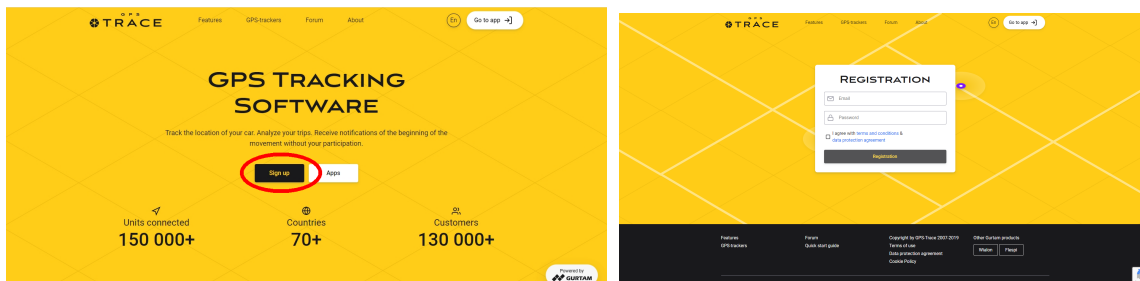 GPS
TRACE
Features
GPS-trackers
Forum
About
En
Go to app
GPS Tracking
Software
Track the location of your car. Analyze your trips. Receive notifications of the beginning of the
movement without your participation.
Sign up
Apps
Units connected
150 000+
Countries
70+
Customers
130 000+
Powered by
GURTAM
GPS
TRACE
Features
GPS-trackers
Forum
About
En
Go to app
Registration
Email
Password
I agree with terms and conditions &
data protection agreement
Registration
Features
GPS-trackers
Forum
Quick start guide
Copyright by GPS-Trace 2007-2019
Terms of use
Data protection agreement
Cookie Policy
Other Gurtam products
Wialon
Flespi